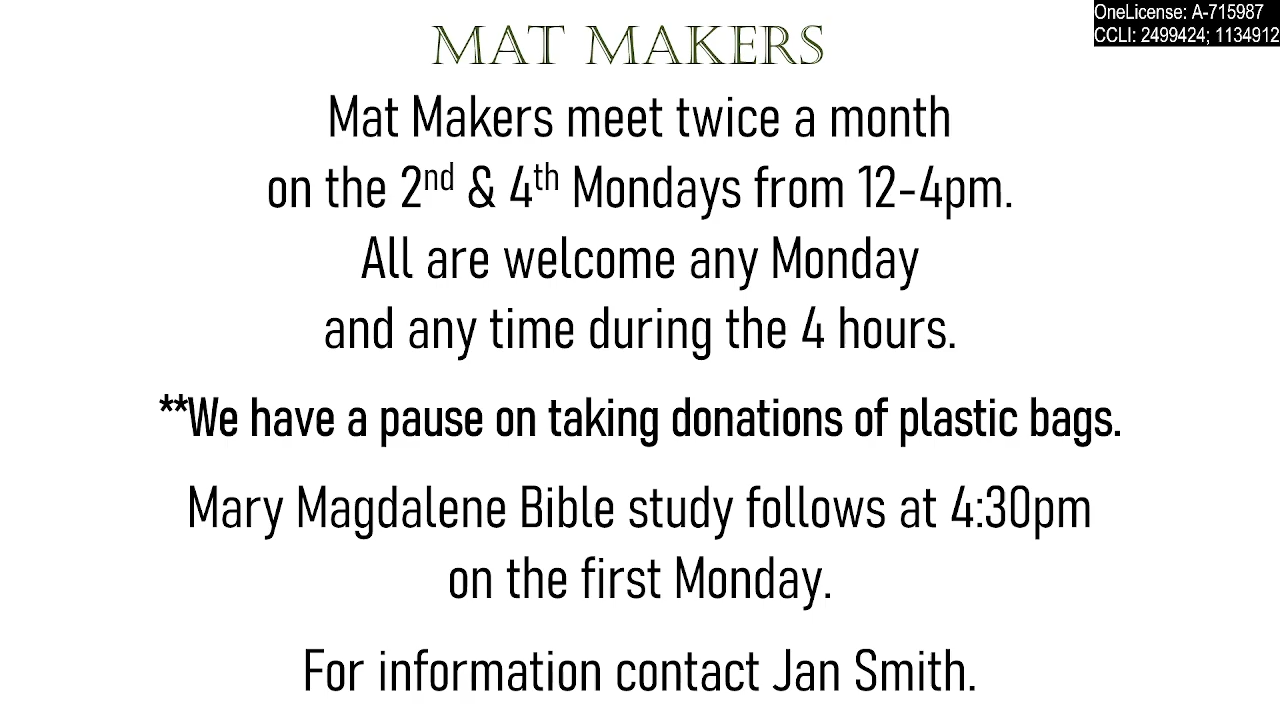 OneLicense: A-715987
CCLI: 2499424; 1134912
MAT MAKERS
Mat Makers meet twice a month
on the 2nd & 4th Mondays from 12-4pm.
All are welcome any Monday
and any time during the 4 hours.
**We have a pause on taking donations of plastic bags.
Mary Magdalene Bible study follows at 4:30pm
on the first Monday.
For information contact Jan Smith.